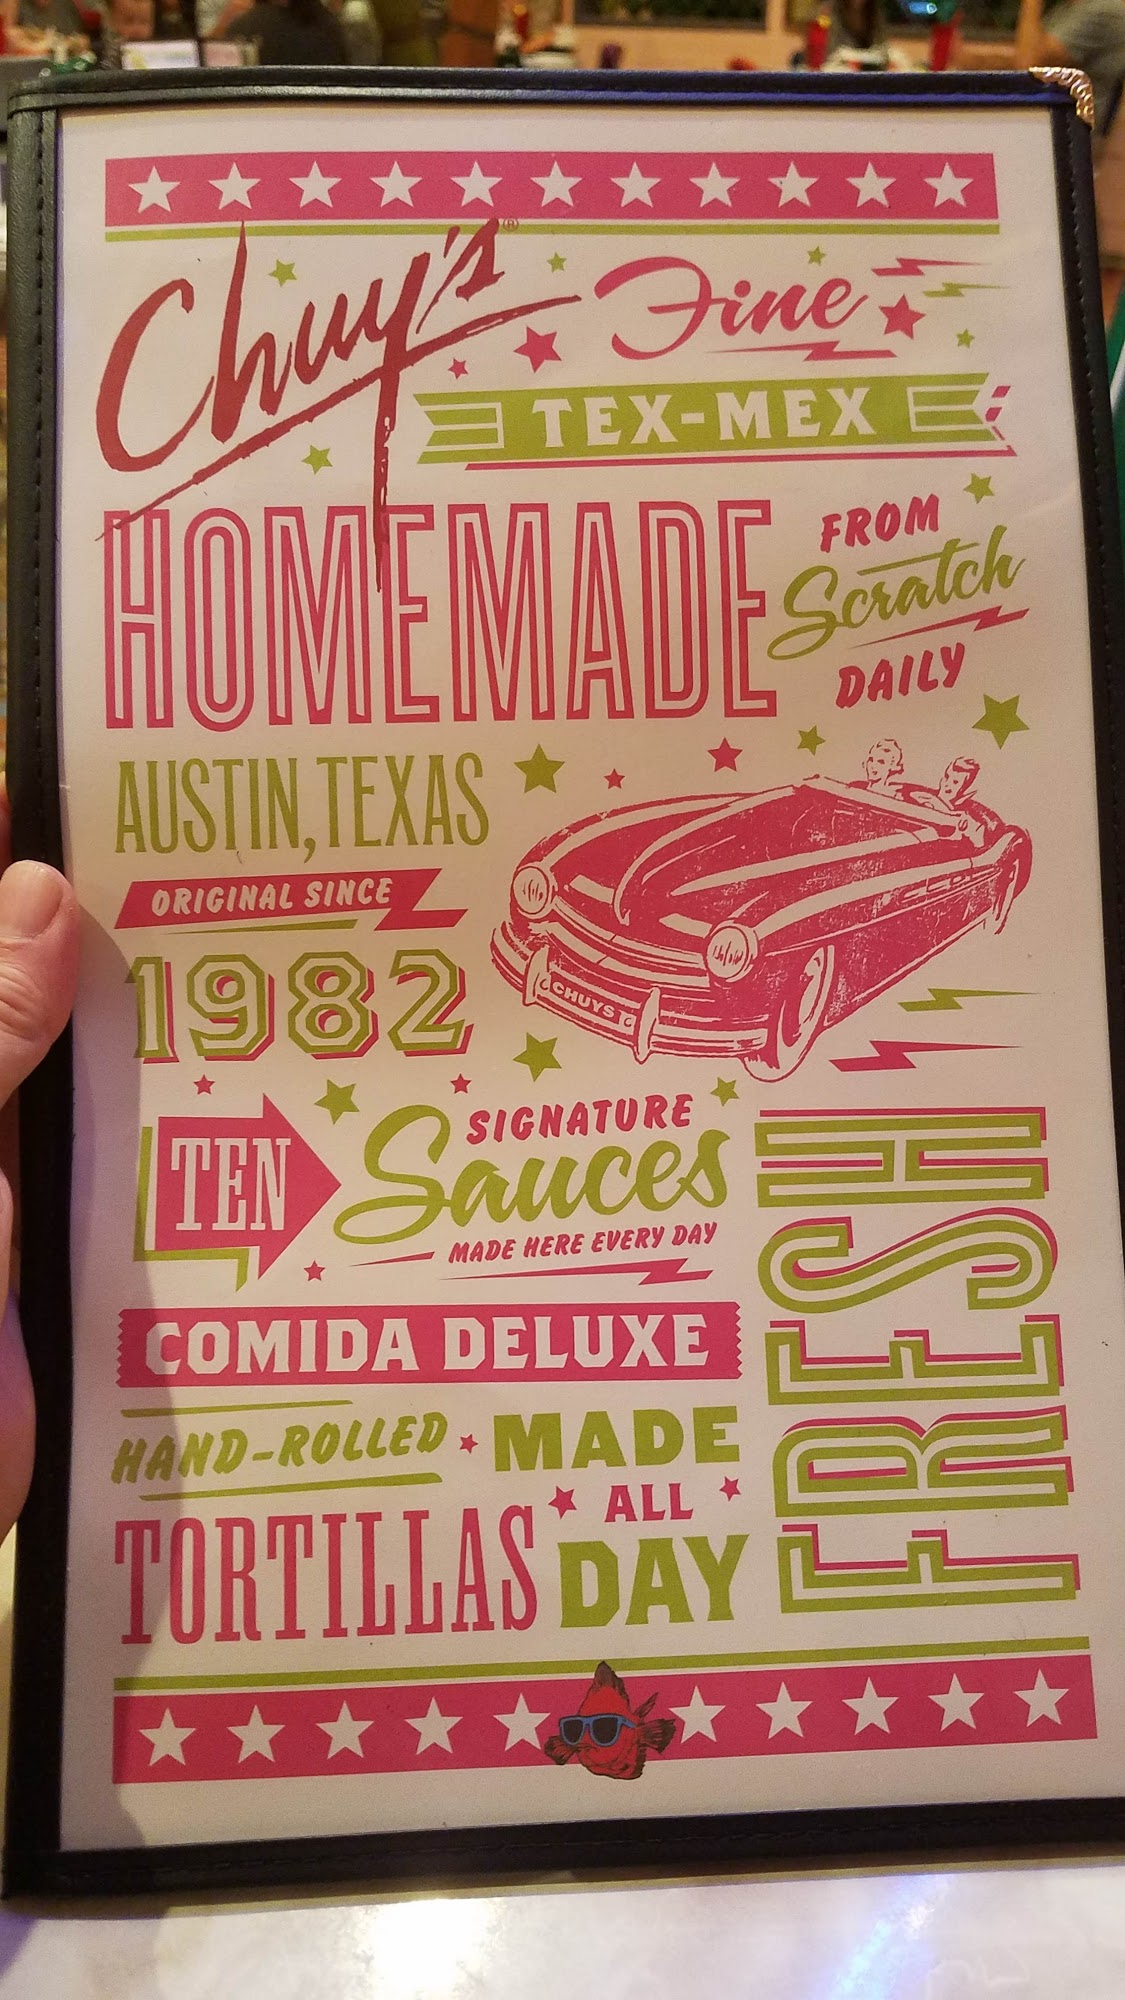 Chuy's®
Fine
TEX-MEX
HOMEMADE
FROM
Scratch
DAILY
AUSTIN, TEXAS
ORIGINAL SINCE
1982
CHUYS
TEN
SIGNATURE
Sauces
MADE HERE EVERY DAY
FRESH
COMIDA DELUXE
HAND-ROLLED
TORTILLAS
MADE
ALL
DAY